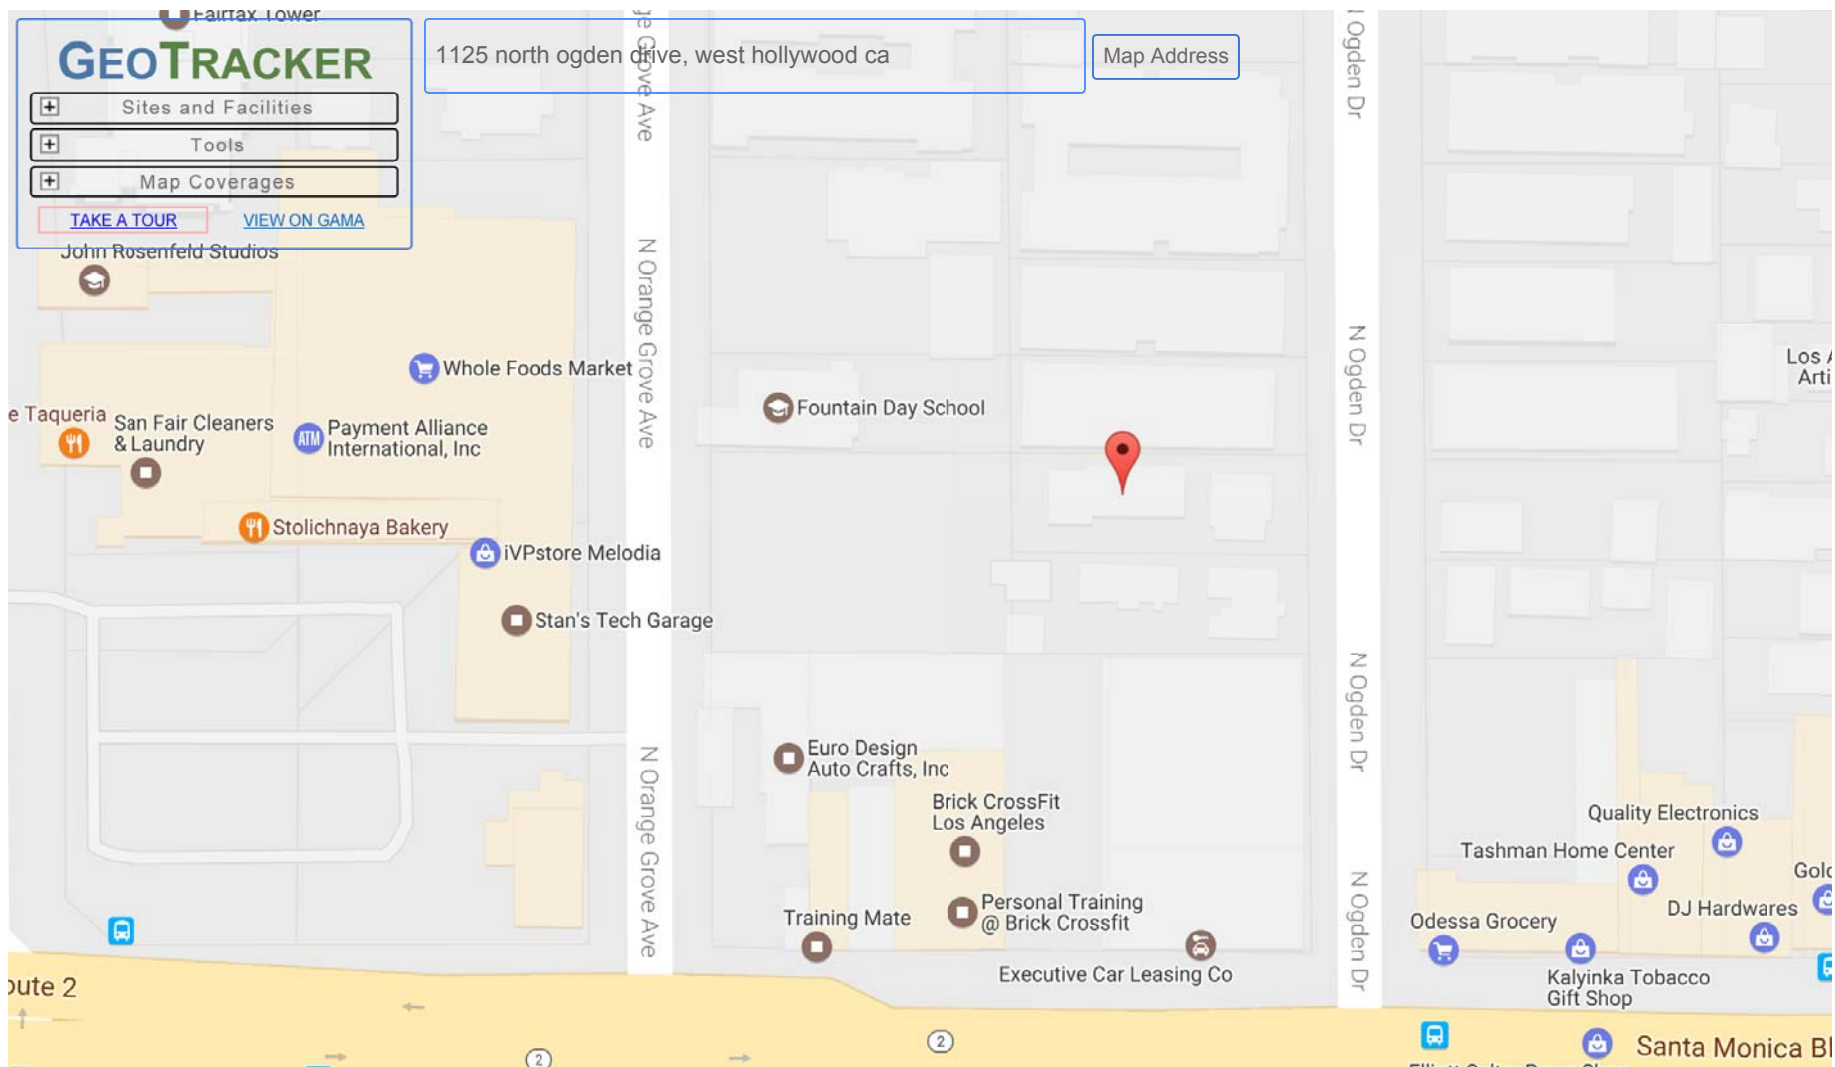 Fairfax Tower
GEOTRACKER
1125 north ogden drive, west hollywood ca
Map Address
Sites and Facilities
Tools
Map Coverages
TAKE A TOUR
VIEW ON GAMA
John Rosenfeld Studios
ge Grove Ave
N Orange Grove Ave
N Orange Grove Ave
N Ogden Dr
N Ogden Dr
N Ogden Dr
N Ogden Dr
Whole Foods Market
Fountain Day School
Los A
Arti
e Taqueria
San Fair Cleaners
& Laundry
ATM
Payment Alliance
International, Inc
Stolichnaya Bakery
iVPstore Melodia
Stan's Tech Garage
Euro Design
Auto Crafts, Inc
Brick CrossFit
Los Angeles
Personal Training
@ Brick Crossfit
Training Mate
Executive Car Leasing Co
Quality Electronics
Tashman Home Center
Gold
DJ Hardwares
Odessa Grocery
Kalyinka Tobacco
Gift Shop
oute 2
2
2
Santa Monica Bl